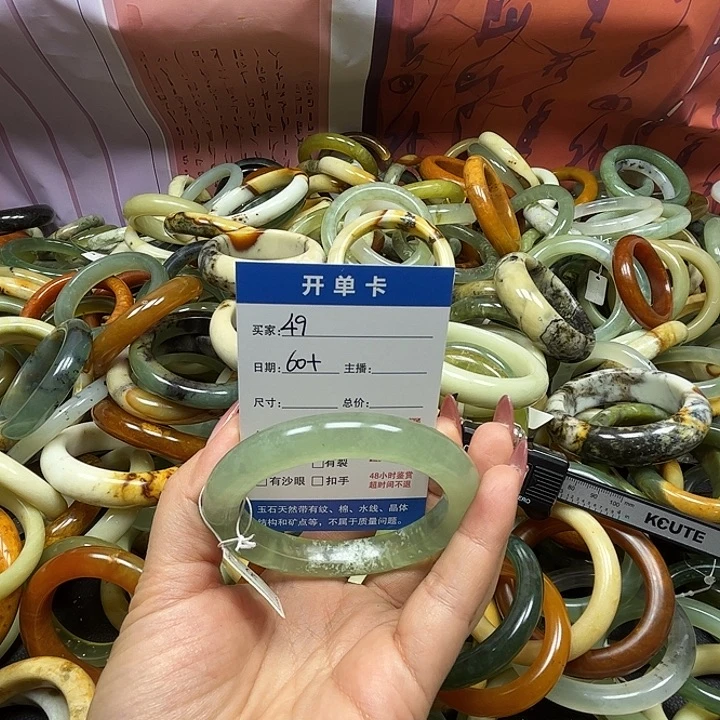 开单卡
买家: 49
日期: 60+ 主播:
尺寸: 总价:
□有裂
□有沙眼 □扣手
48小时鉴赏
超时间不退
玉石天然带有纹、棉、水线、晶体
结构和矿点等，不属于质量问题。
KCUTE